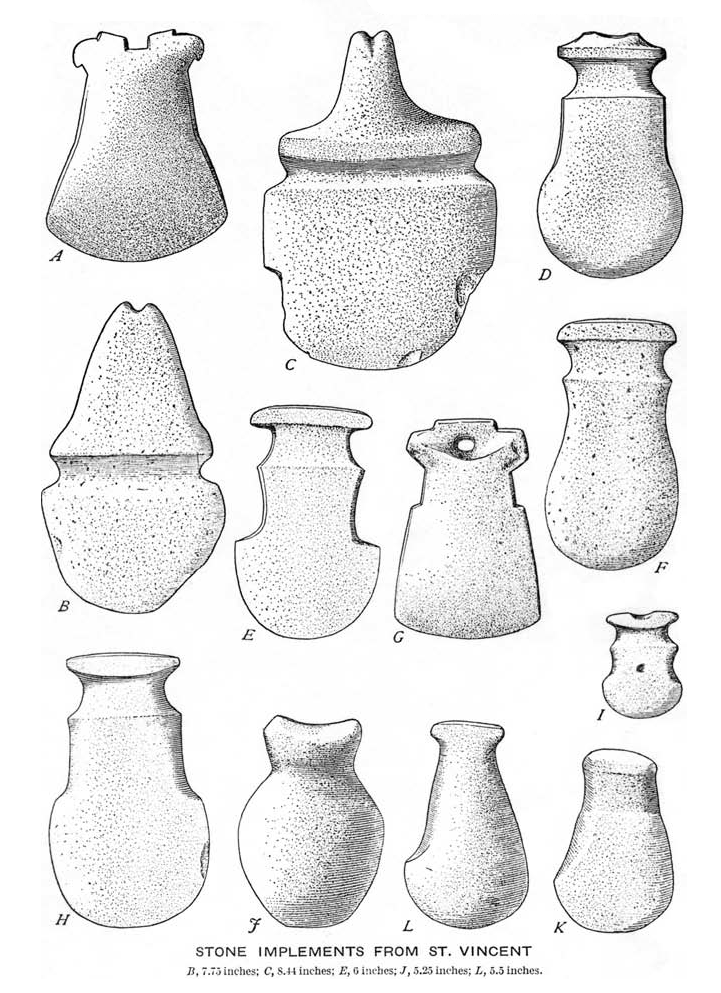 A
D
C
B
E
G
F
I
H
J
L
K
STONE IMPLEMENTS FROM ST. VINCENT
B, 7.75 inches; C, 8.44 inches; E, 6 inches; J, 5.25 inches; L, 5.5 inches.